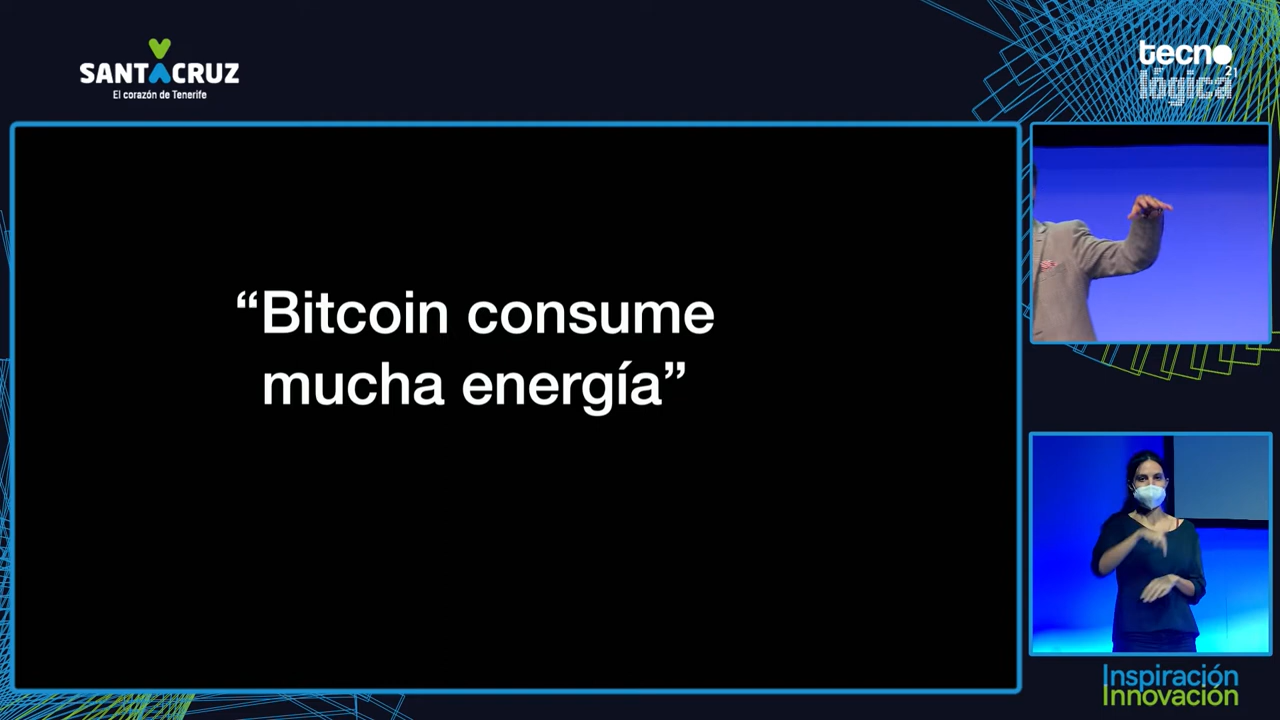 SANTACRUZ
El corazón de Tenerife
tecno
lógica
21
“Bitcoin consume
mucha energía”
Inspiración
Innovación